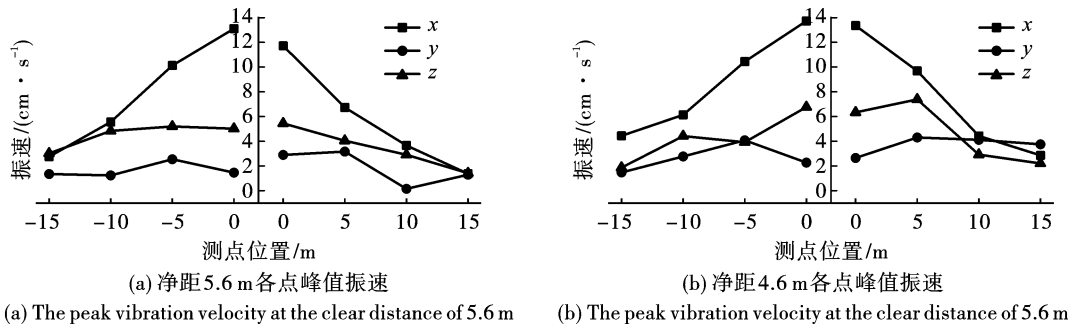 14
12
10
8
6
4
2
0
振速/(cm · s⁻¹)
x
y
z
−15 −10 −5 0 0 5 10 15
测点位置/m
(a) 净距5.6 m各点峰值振速
(a) The peak vibration velocity at the clear distance of 5.6 m
14
12
10
8
6
4
2
0
振速/(cm · s⁻¹)
x
y
z
−15 −10 −5 0 0 5 10 15
测点位置/m
(b) 净距4.6 m各点峰值振速
(b) The peak vibration velocity at the clear distance of 5.6 m